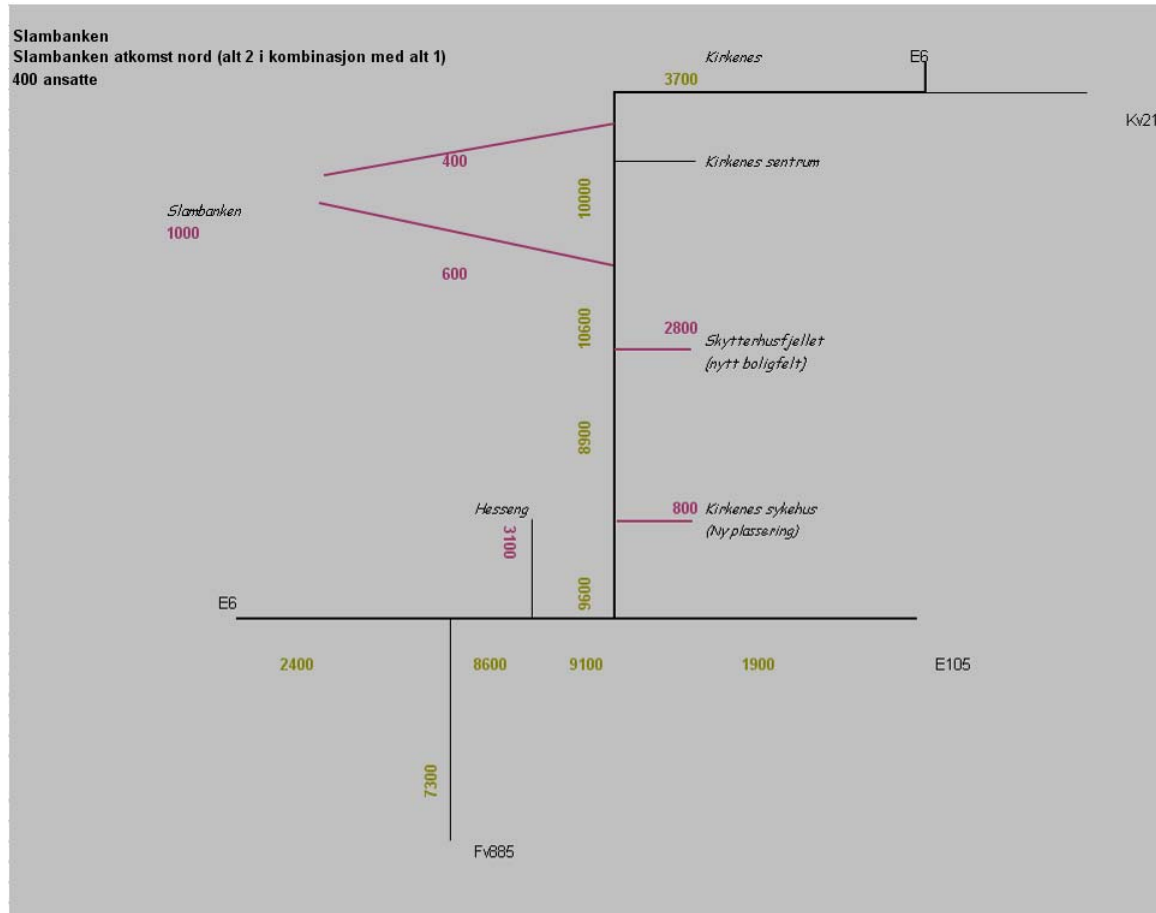 Slambanken
Slambanken atkomst nord (alt 2 i kombinasjon med alt 1)
400 ansatte
Kirkenes
E6
3700
Kv21
400
Kirkenes sentrum
10000
Slambanken
1000
600
10600
2800
Skytterhusfjellet
(nytt boligfelt)
8900
Hesseng
3100
800
Kirkenes sykehus
(Ny plassering)
9600
E6
2400
8600
9100
1900
E105
7300
Fv885